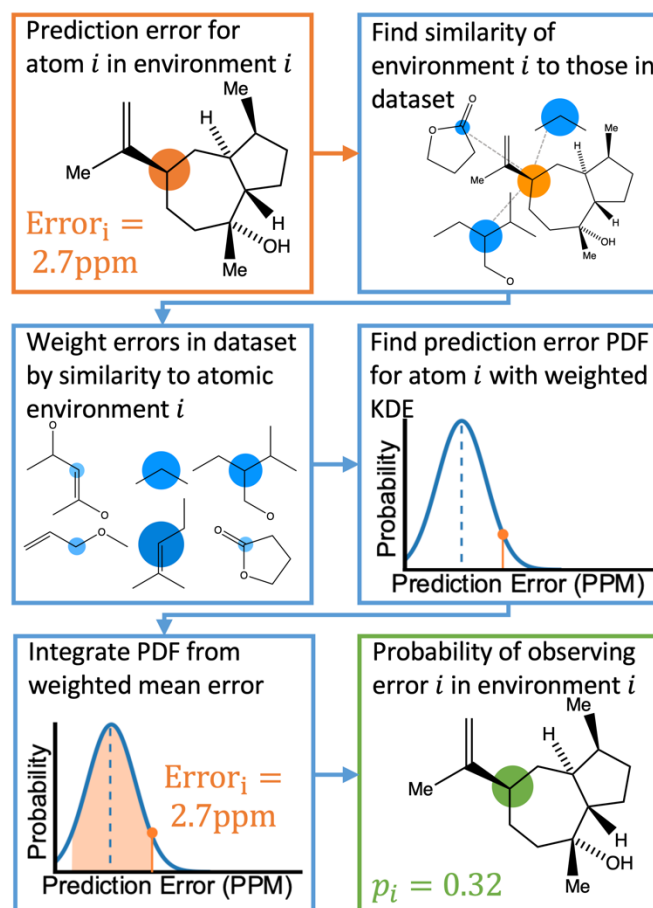 Prediction error for
atom i in environment i
H
Me
Me
H
OH
Me
Error_i =
2.7ppm
Find similarity of
environment i to those in
dataset
O
O
Me
H
Me
H
OH
Me
O
Weight errors in dataset
by similarity to atomic
environment i
O
O
O
O
O
O
Find prediction error PDF
for atom i with weighted
KDE
Probability
Prediction Error (PPM)
Integrate PDF from
weighted mean error
Probability
Error_i =
2.7ppm
Prediction Error (PPM)
Probability of observing
error i in environment i
Me
H
Me
H
OH
Me
p_i = 0.32